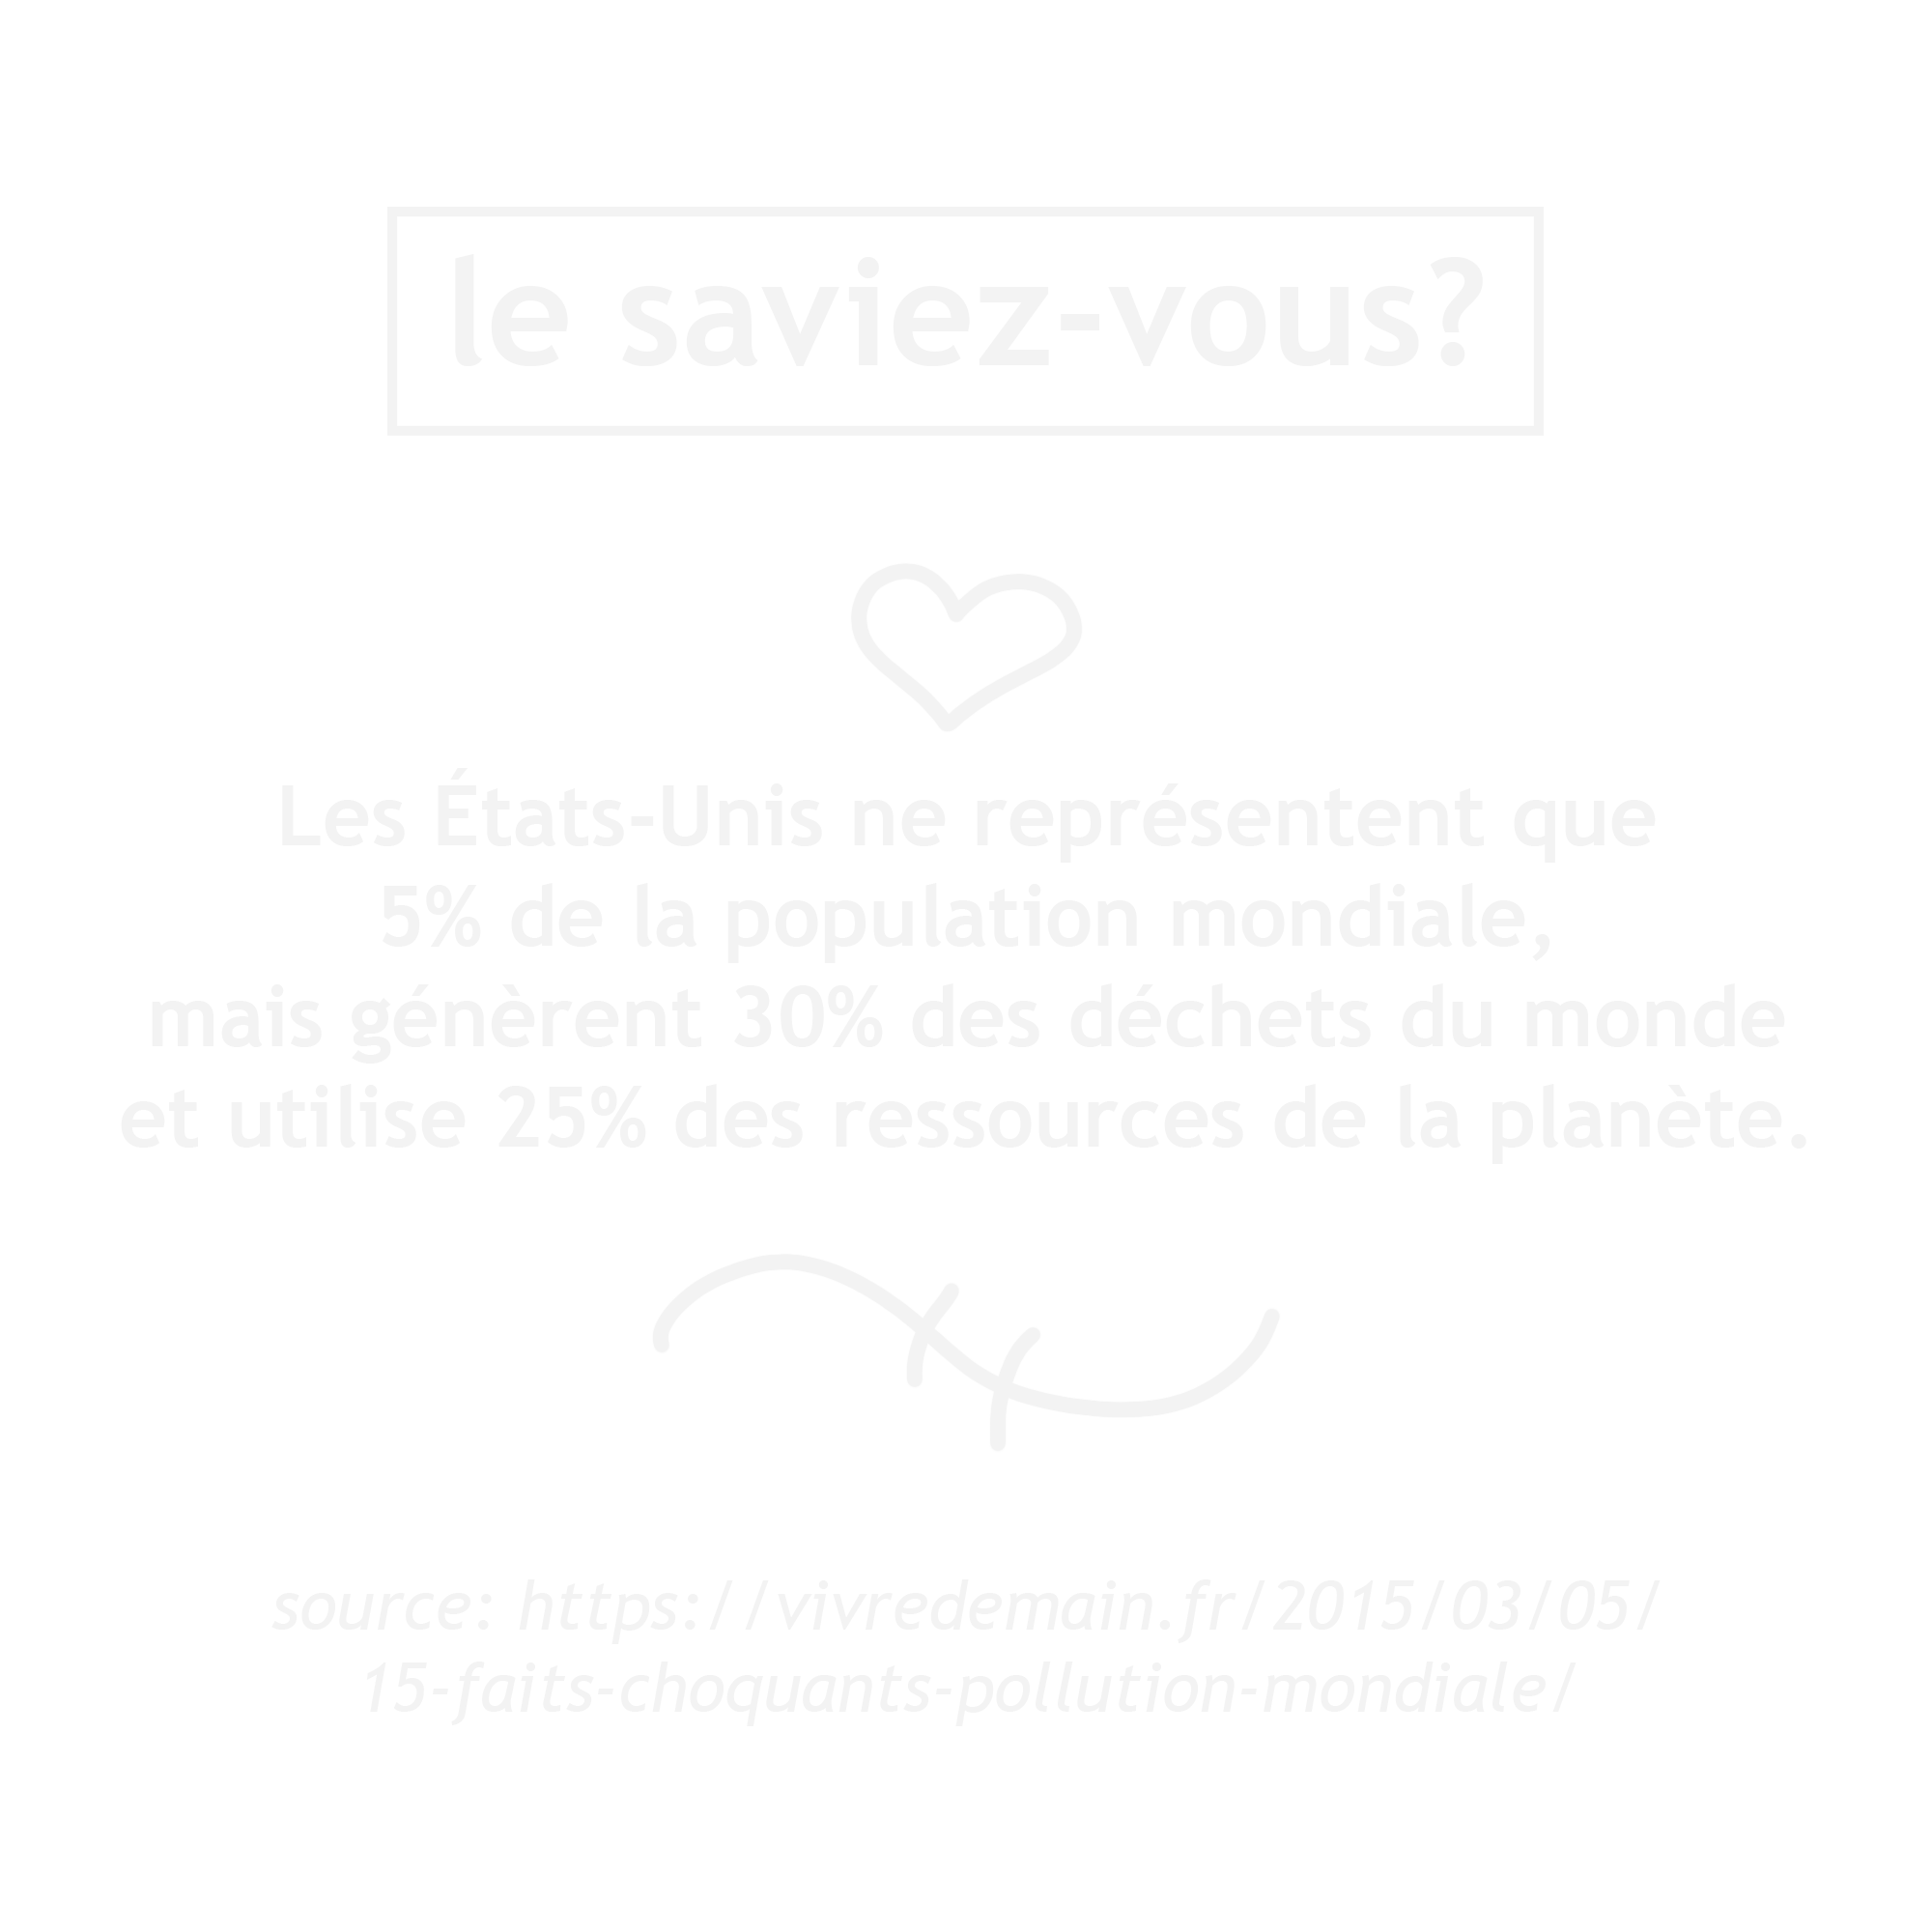 le saviez-vous?
Les États-Unis ne représentent que
5% de la population mondiale,
mais génèrent 30% des déchets du monde
et utilise 25% des ressources de la planète.
source: https://vivredemain.fr/2015/03/05/
15-faits-choquants-pollution-mondiale/